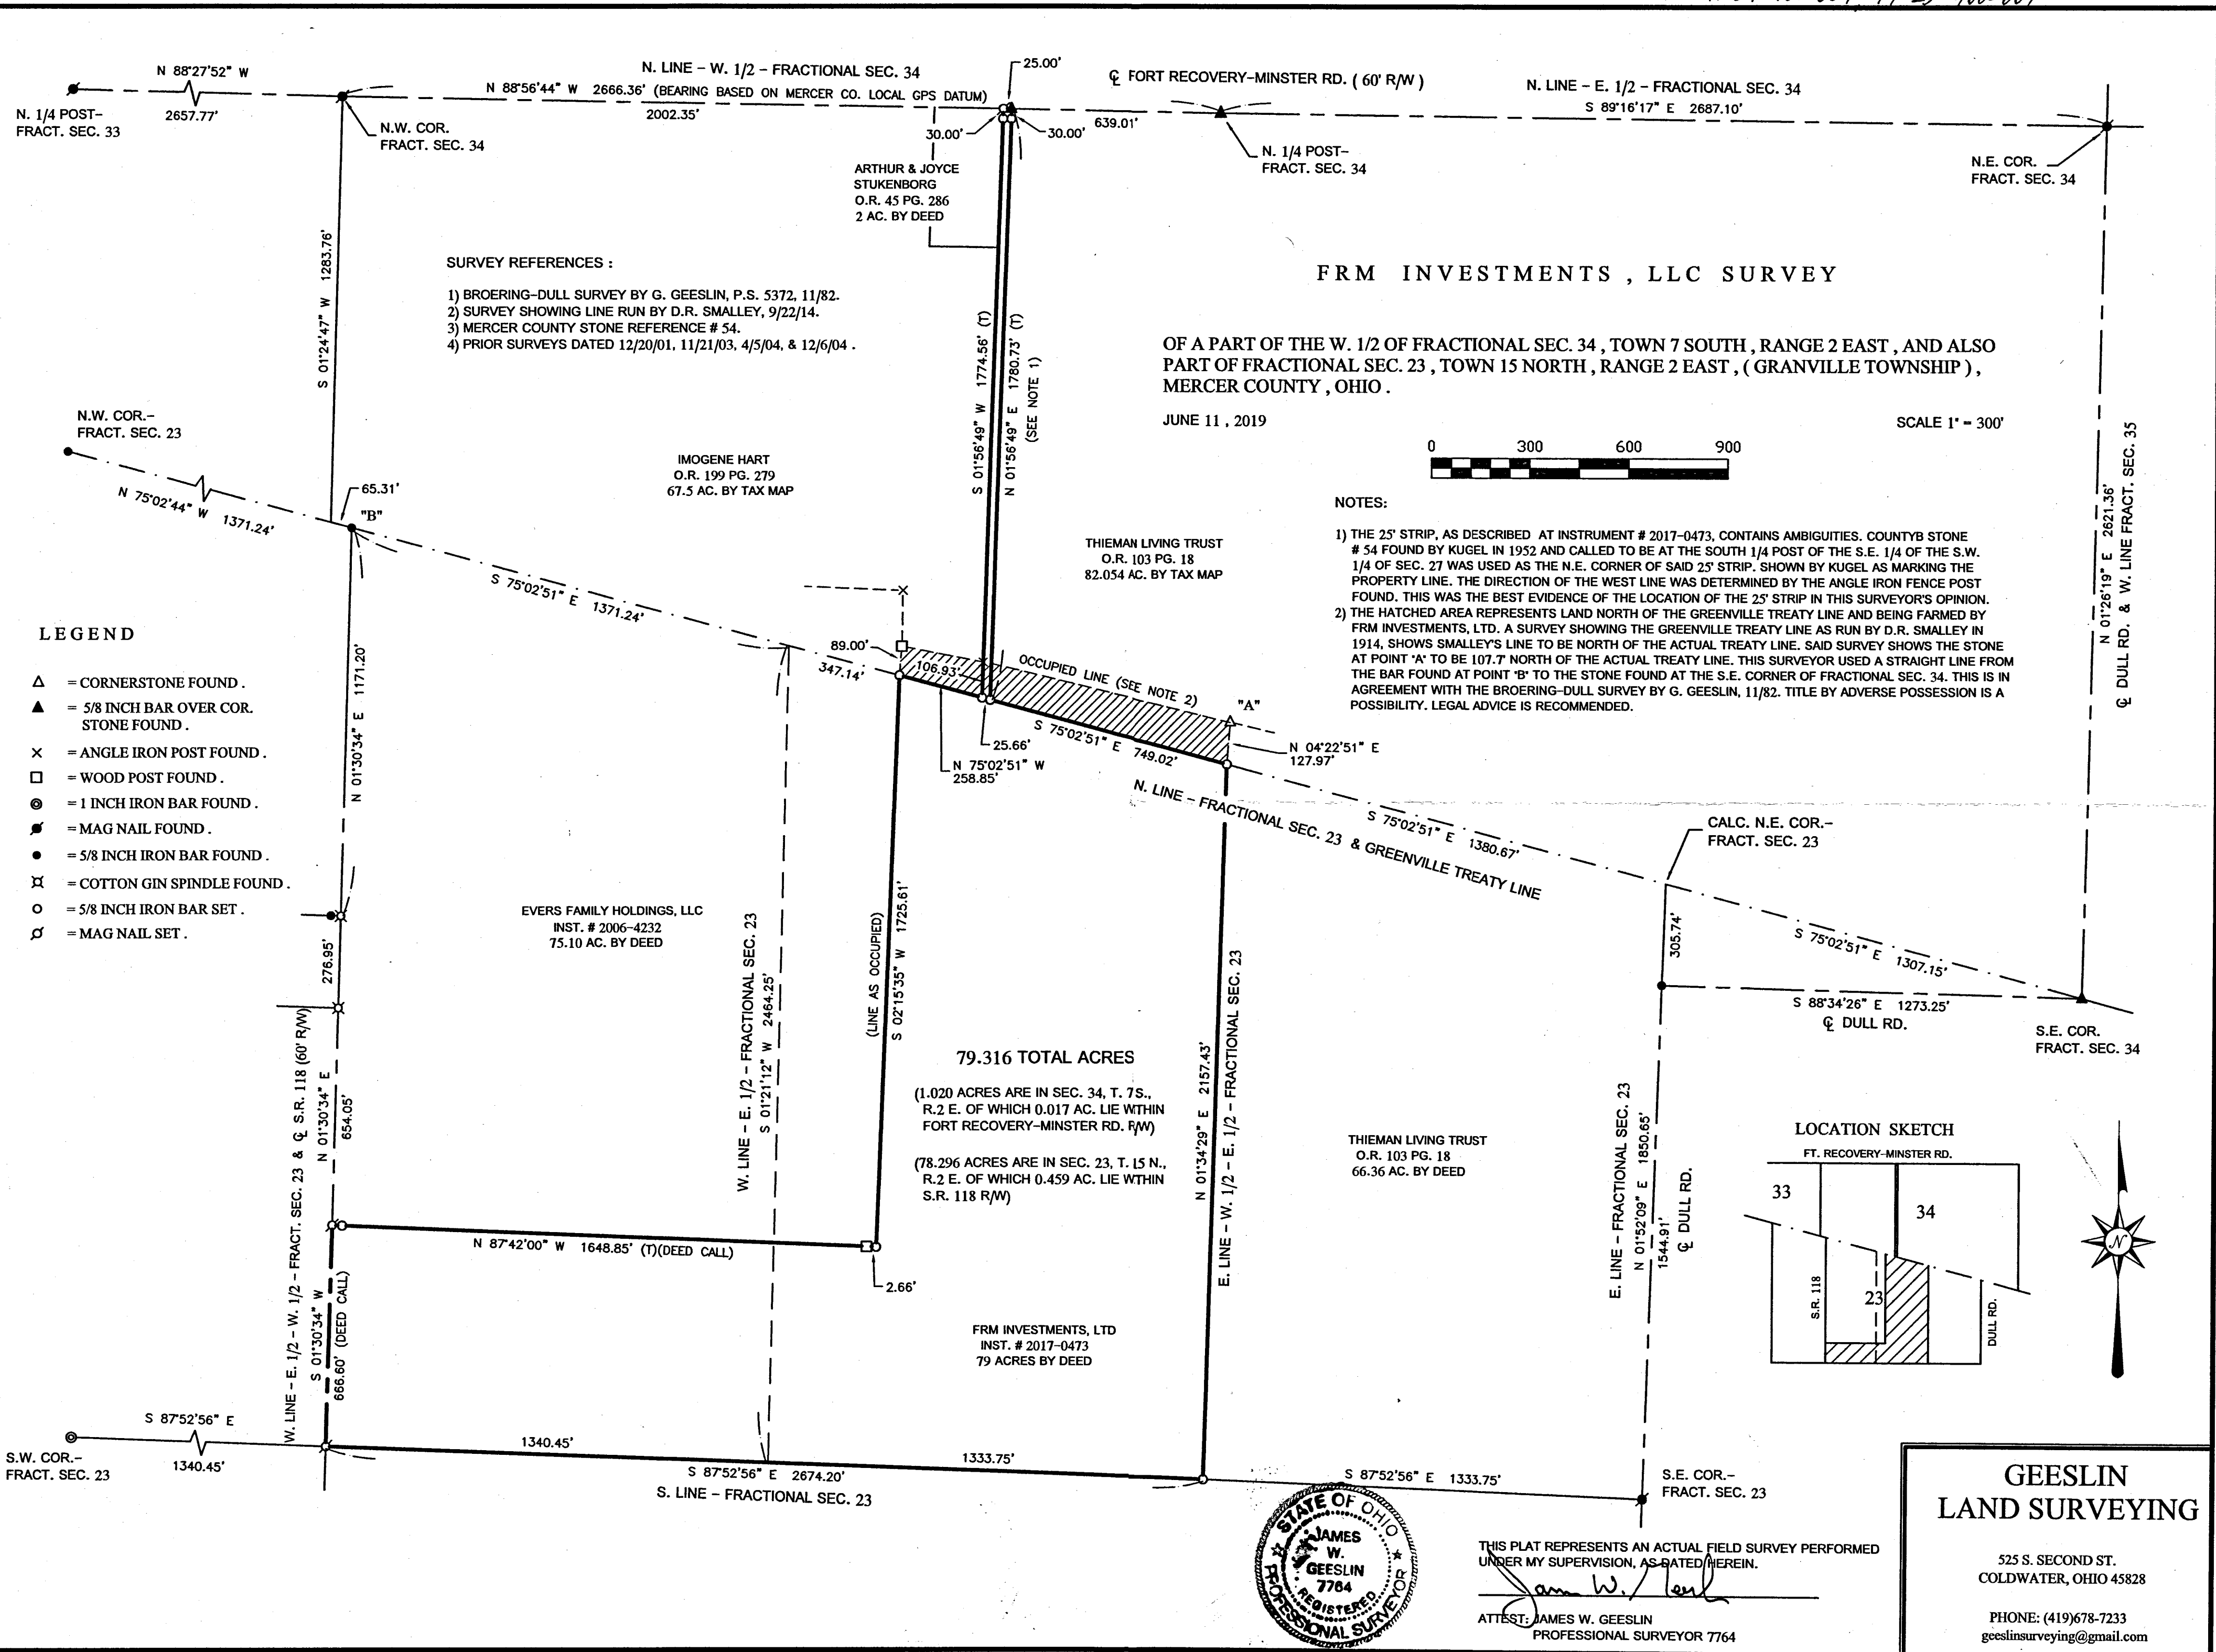 N 88°27'52" W
2657.77'
N. 1/4 POST-
FRACT. SEC. 33
N.W. COR.
FRACT. SEC. 34
N. LINE - W. 1/2 - FRACTIONAL SEC. 34
N 88°56'44" W 2666.36' (BEARING BASED ON MERCER CO. LOCAL GPS DATUM)
2002.35'
25.00'
30.00'
30.00'
639.01'
℄ FORT RECOVERY-MINSTER RD. ( 60' R/W )
N. 1/4 POST-
FRACT. SEC. 34
N. LINE - E. 1/2 - FRACTIONAL SEC. 34
S 89°16'17" E 2687.10'
N.E. COR.
FRACT. SEC. 34
ARTHUR & JOYCE
STUKENBORG
O.R. 45 PG. 286
2 AC. BY DEED
S 01°24'47" W 1283.76'
SURVEY REFERENCES :
1) BROERING-DULL SURVEY BY G. GEESLIN, P.S. 5372, 11/82.
2) SURVEY SHOWING LINE RUN BY D.R. SMALLEY, 9/22/14.
3) MERCER COUNTY STONE REFERENCE # 54.
4) PRIOR SURVEYS DATED 12/20/01, 11/21/03, 4/5/04, & 12/6/04 .
S 01°56'49" W 1774.56' (T)
N 01°56'49" E 1780.73' (T)
(SEE NOTE 1)
FRM INVESTMENTS , LLC SURVEY
OF A PART OF THE W. 1/2 OF FRACTIONAL SEC. 34 , TOWN 7 SOUTH , RANGE 2 EAST , AND ALSO
PART OF FRACTIONAL SEC. 23 , TOWN 15 NORTH , RANGE 2 EAST , ( GRANVILLE TOWNSHIP ) ,
MERCER COUNTY , OHIO .
JUNE 11 , 2019
SCALE 1" = 300'
0 300 600 900
N 01°26'19" E 2621.36'
℄ DULL RD. & W. LINE FRACT. SEC. 35
NOTES:
1) THE 25' STRIP, AS DESCRIBED AT INSTRUMENT # 2017-0473, CONTAINS AMBIGUITIES. COUNTYB STONE
# 54 FOUND BY KUGEL IN 1952 AND CALLED TO BE AT THE SOUTH 1/4 POST OF THE S.E. 1/4 OF THE S.W.
1/4 OF SEC. 27 WAS USED AS THE N.E. CORNER OF SAID 25' STRIP. SHOWN BY KUGEL AS MARKING THE
PROPERTY LINE. THE DIRECTION OF THE WEST LINE WAS DETERMINED BY THE ANGLE IRON FENCE POST
FOUND. THIS WAS THE BEST EVIDENCE OF THE LOCATION OF THE 25' STRIP IN THIS SURVEYOR'S OPINION.
2) THE HATCHED AREA REPRESENTS LAND NORTH OF THE GREENVILLE TREATY LINE AND BEING FARMED BY
FRM INVESTMENTS, LTD. A SURVEY SHOWING THE GREENVILLE TREATY LINE AS RUN BY D.R. SMALLEY IN
1914, SHOWS SMALLEY'S LINE TO BE NORTH OF THE ACTUAL TREATY LINE. SAID SURVEY SHOWS THE STONE
AT POINT "A" TO BE 107.7' NORTH OF THE ACTUAL TREATY LINE. THIS SURVEYOR USED A STRAIGHT LINE FROM
THE BAR FOUND AT POINT "B" TO THE STONE FOUND AT THE S.E. CORNER OF FRACTIONAL SEC. 34. THIS IS IN
AGREEMENT WITH THE BROERING-DULL SURVEY BY G. GEESLIN, 11/82. TITLE BY ADVERSE POSSESSION IS A
POSSIBILITY. LEGAL ADVICE IS RECOMMENDED.
N.W. COR.-
FRACT. SEC. 23
N 75°02'44" W 1371.24'
65.31'
"B"
IMOGENE HART
O.R. 199 PG. 279
67.5 AC. BY TAX MAP
THIEMAN LIVING TRUST
O.R. 103 PG. 18
82.054 AC. BY TAX MAP
S 75°02'51" E 1371.24'
347.14'
89.00'
106.93'
OCCUPIED LINE (SEE NOTE 2)
"A"
N 04°22'51" E
127.97'
25.66'
S 75°02'51" E 749.02'
N 75°02'51" W
258.85'
N. LINE - FRACTIONAL SEC. 23 & GREENVILLE TREATY LINE
S 75°02'51" E 1380.67'
CALC. N.E. COR.-
FRACT. SEC. 23
LEGEND
△ = CORNERSTONE FOUND .
▲ = 5/8 INCH BAR OVER COR.
STONE FOUND .
× = ANGLE IRON POST FOUND .
□ = WOOD POST FOUND .
◎ = 1 INCH IRON BAR FOUND .
= MAG NAIL FOUND .
● = 5/8 INCH IRON BAR FOUND .
= COTTON GIN SPINDLE FOUND .
○ = 5/8 INCH IRON BAR SET .
= MAG NAIL SET .
N 01°30'34" E 1171.20'
276.95'
N 01°30'34" E
654.05'
W. LINE - E. 1/2 - W. 1/2 - FRACT. SEC. 23 & ℄ S.R. 118 (60' R/W)
S 01°30'34" W
666.60' (DEED CALL)
EVERS FAMILY HOLDINGS, LLC
INST. # 2006-4232
75.10 AC. BY DEED
W. LINE - E. 1/2 - FRACTIONAL SEC. 23
S 01°21'12" W 2464.25'
(LINE AS OCCUPIED)
S 02°15'35" W 1725.61'
79.316 TOTAL ACRES
(1.020 ACRES ARE IN SEC. 34, T. 7S.,
R.2 E. OF WHICH 0.017 AC. LIE WITHIN
FORT RECOVERY-MINSTER RD. R/W)
(78.296 ACRES ARE IN SEC. 23, T. 15 N.,
R.2 E. OF WHICH 0.459 AC. LIE WITHIN
S.R. 118 R/W)
N 01°34'29" E 2157.43'
E. LINE - W. 1/2 - E. 1/2 - FRACTIONAL SEC. 23
THIEMAN LIVING TRUST
O.R. 103 PG. 18
66.36 AC. BY DEED
305.74'
S 75°02'51" E 1307.15'
S 88°34'26" E 1273.25'
℄ DULL RD.
S.E. COR.
FRACT. SEC. 34
E. LINE - FRACTIONAL SEC. 23
N 01°52'09" E 1850.65'
1544.91'
℄ DULL RD.
LOCATION SKETCH
FT. RECOVERY-MINSTER RD.
33
34
23
S.R. 118
DULL RD.
N
N 87°42'00" W 1648.85' (T)(DEED CALL)
2.66'
FRM INVESTMENTS, LTD
INST. # 2017-0473
79 ACRES BY DEED
S 87°52'56" E
1340.45'
S.W. COR.-
FRACT. SEC. 23
1340.45'
1333.75'
S 87°52'56" E 2674.20'
S. LINE - FRACTIONAL SEC. 23
S 87°52'56" E 1333.75'
S.E. COR.-
FRACT. SEC. 23
STATE OF OHIO
JAMES
W.
GEESLIN
7764
REGISTERED
PROFESSIONAL SURVEYOR
THIS PLAT REPRESENTS AN ACTUAL FIELD SURVEY PERFORMED
UNDER MY SUPERVISION, AS DATED HEREIN.
ATTEST: JAMES W. GEESLIN
PROFESSIONAL SURVEYOR 7764
GEESLIN
LAND SURVEYING
525 S. SECOND ST.
COLDWATER, OHIO 45828
PHONE: (419)678-7233
geeslinsurveying@gmail.com